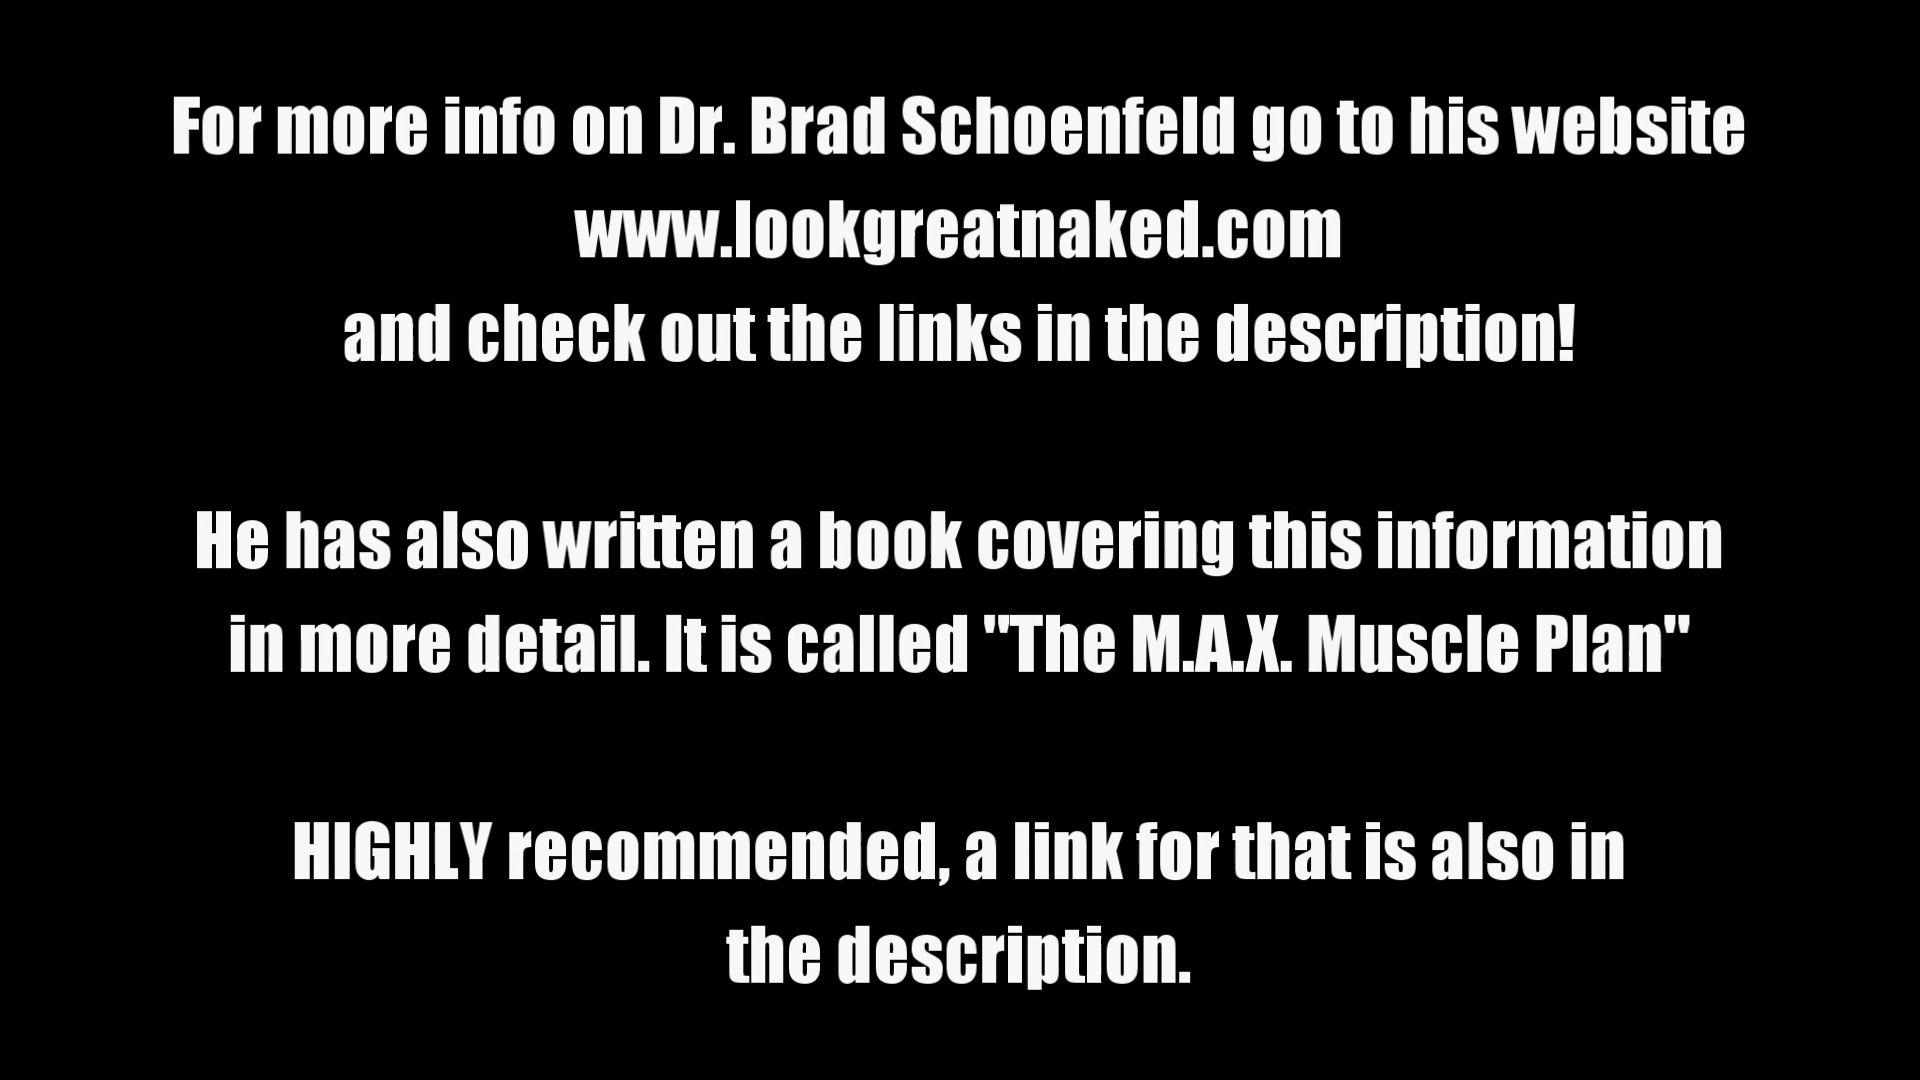 For more info on Dr. Brad Schoenfeld go to his website
www.lookgreatnaked.com
and check out the links in the description!
He has also written a book covering this information
in more detail. It is called "The M.A.X. Muscle Plan"
HIGHLY recommended, a link for that is also in
the description.